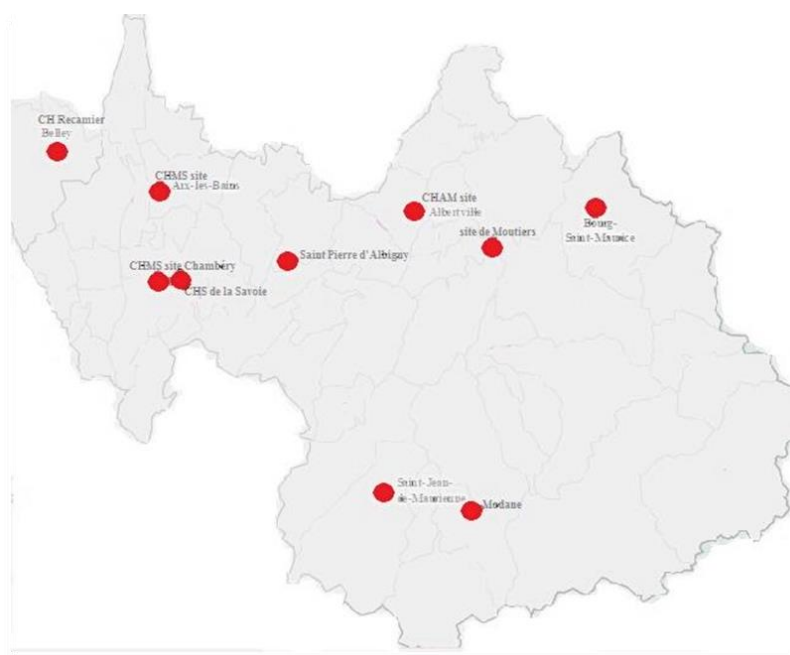 CH Recamier
Belley
CHMS site
Aix-les-Bains
CHAM site
Albertville
site de Moutiers
Bourg-
Saint-Maurice
Saint Pierre d'Albigny
CHMS site Chambéry
CHS de la Savoie
Saint-Jean-
de-Maurienne
Modane